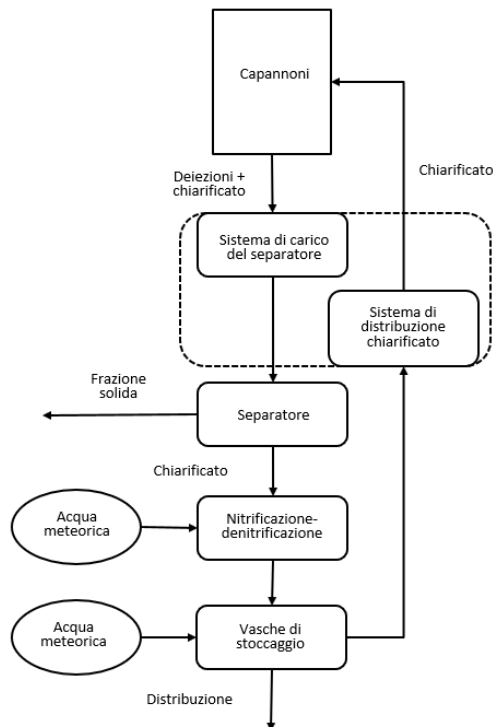 Capannoni
Deiezioni +
chiarificato
Chiarificato
Sistema di carico
del separatore
Sistema di
distribuzione
chiarificato
Frazione
solida
Separatore
Chiarificato
Acqua
meteorica
Nitrificazione-
denitrificazione
Acqua
meteorica
Vasche di
stoccaggio
Distribuzione